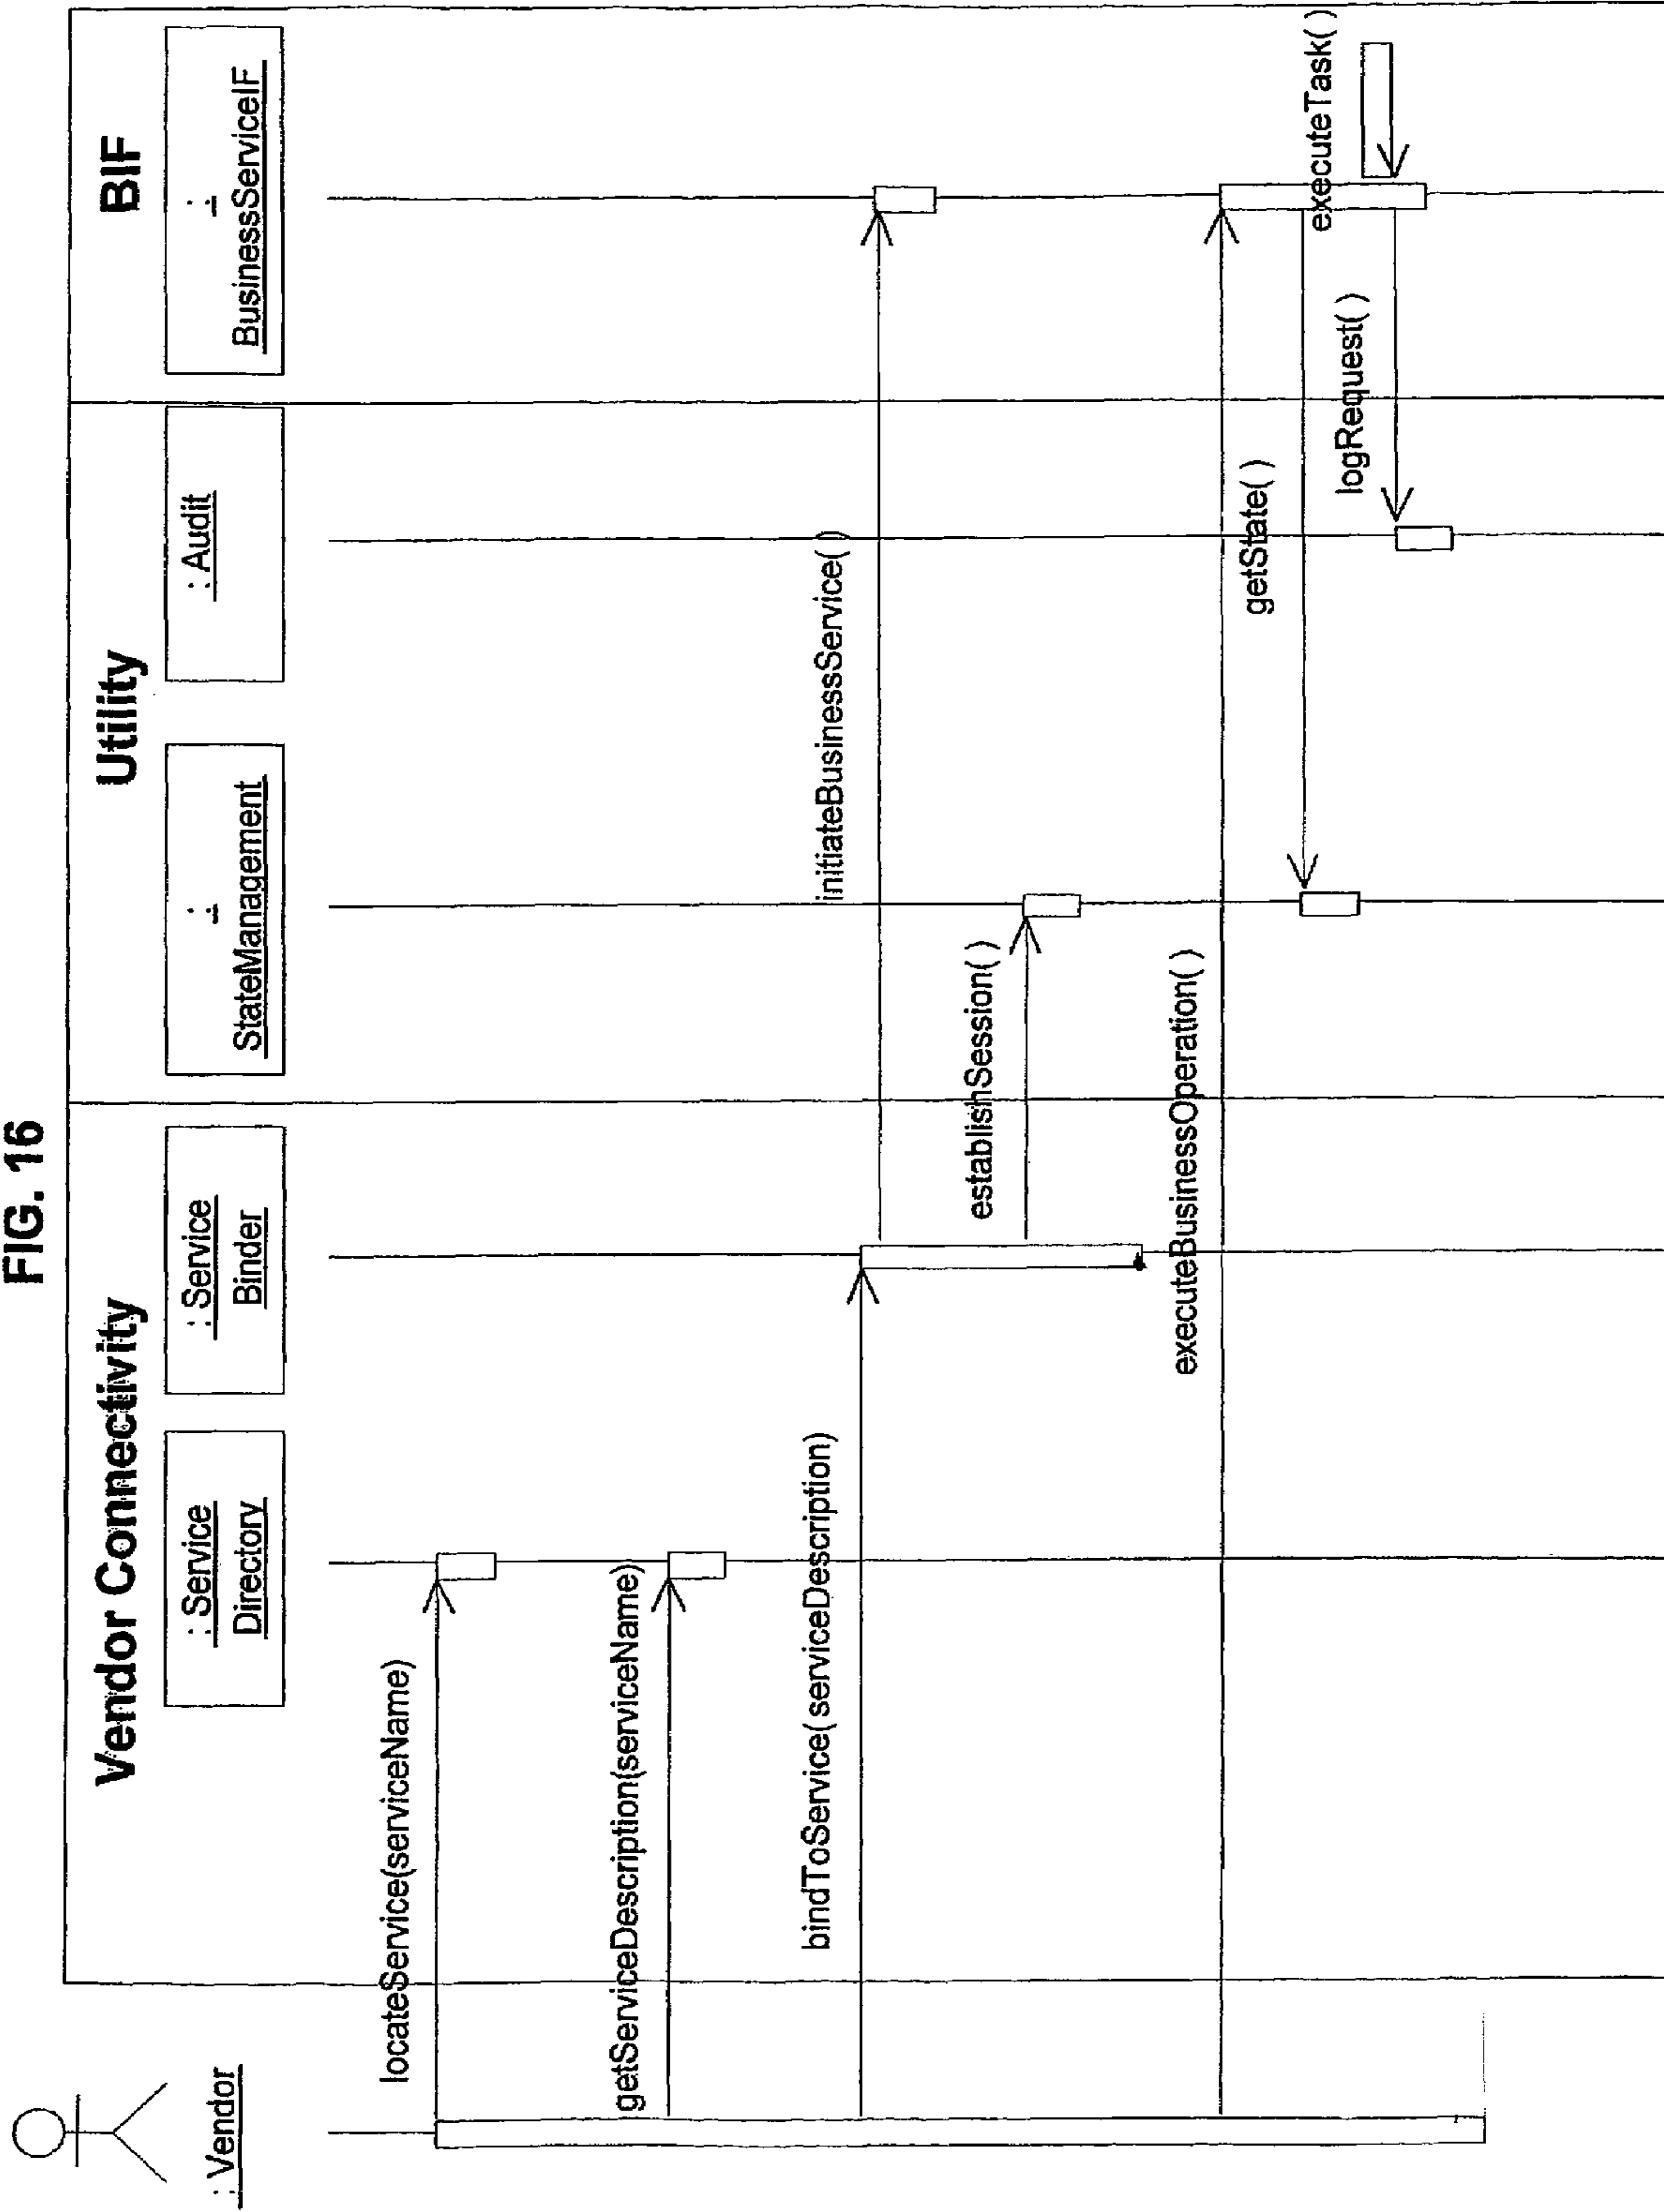 FIG. 16
Vendor Connectivity
Utility
BIF
: Vendor
: Service
Directory
: Service
Binder
:
StateManagement
: Audit
:
BusinessServiceIF
locateService(serviceName)
getServiceDescription(serviceName)
bindToService(serviceDescription)
initiateBusinessService( )
establishSession( )
executeBusinessOperation( )
getState( )
executeTask( )
logRequest( )